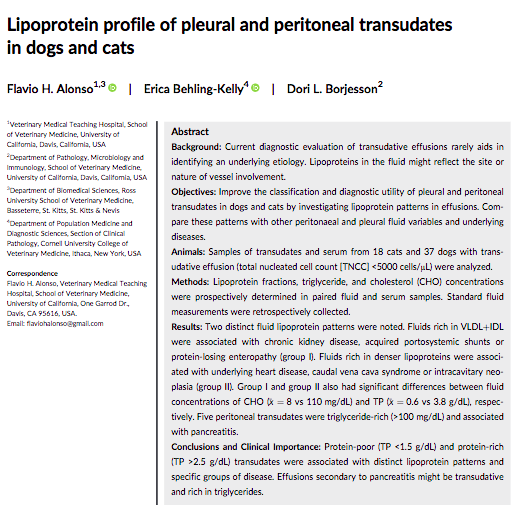 Lipoprotein profile of pleural and peritoneal transudates
in dogs and cats
Flavio H. Alonso1,3 | Erica Behling-Kelly4 | Dori L. Borjesson2
1Veterinary Medical Teaching Hospital, School
of Veterinary Medicine, University of
California, Davis, California, USA
2Department of Pathology, Microbiology and
Immunology, School of Veterinary Medicine,
University of California, Davis, California, USA
3Department of Biomedical Sciences, Ross
University School of Veterinary Medicine,
Basseterre, St. Kitts, St. Kitts & Nevis
4Department of Population Medicine and
Diagnostic Sciences, Section of Clinical
Pathology, Cornell University College of
Veterinary Medicine, Ithaca, New York, USA
Correspondence
Flavio H. Alonso, Veterinary Medical Teaching
Hospital, School of Veterinary Medicine,
University of California, One Garrod Dr.,
Davis, CA 95616, USA.
Email: flaviohalonso@gmail.com
Abstract
Background: Current diagnostic evaluation of transudative effusions rarely aids in
identifying an underlying etiology. Lipoproteins in the fluid might reflect the site or
nature of vessel involvement.
Objectives: Improve the classification and diagnostic utility of pleural and peritoneal
transudates in dogs and cats by investigating lipoprotein patterns in effusions. Com-
pare these patterns with other peritonaeal and pleural fluid variables and underlying
diseases.
Animals: Samples of transudates and serum from 18 cats and 37 dogs with trans-
udative effusion (total nucleated cell count [TNCC] <5000 cells/μL) were analyzed.
Methods: Lipoprotein fractions, triglyceride, and cholesterol (CHO) concentrations
were prospectively determined in paired fluid and serum samples. Standard fluid
measurements were retrospectively collected.
Results: Two distinct fluid lipoprotein patterns were noted. Fluids rich in VLDL+IDL
were associated with chronic kidney disease, acquired portosystemic shunts or
protein-losing enteropathy (group I). Fluids rich in denser lipoproteins were associ-
ated with underlying heart disease, caudal vena cava syndrome or intracavitary neo-
plasia (group II). Group I and group II also had significant differences between fluid
concentrations of CHO (x̄ = 8 vs 110 mg/dL) and TP (x̄ = 0.6 vs 3.8 g/dL), respec-
tively. Five peritoneal transudates were triglyceride-rich (>100 mg/dL) and associated
with pancreatitis.
Conclusions and Clinical Importance: Protein-poor (TP <1.5 g/dL) and protein-rich
(TP >2.5 g/dL) transudates were associated with distinct lipoprotein patterns and
specific groups of disease. Effusions secondary to pancreatitis might be transudative
and rich in triglycerides.